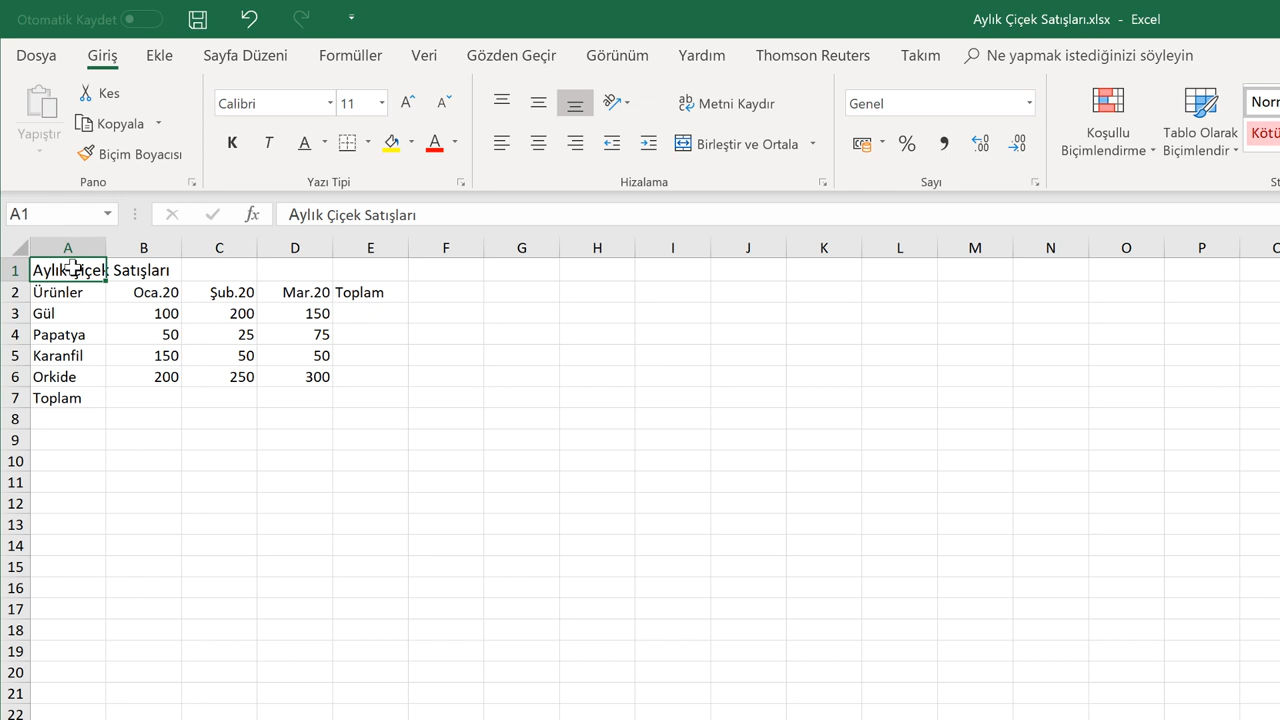 Otomatik Kaydet
Aylık Çiçek Satışları.xlsx - Excel
Dosya Giriş Ekle Sayfa Düzeni Formüller Veri Gözden Geçir Görünüm Yardım Thomson Reuters Takım Ne yapmak istediğinizi söyleyin
Yapıştır
Kes
Kopyala
Biçim Boyacısı
Pano
Calibri 11
K T A A
Yazı Tipi
Metni Kaydır
Birleştir ve Ortala
Hizalama
Genel
%
Sayı
Koşullu
Biçimlendirme
Tablo Olarak
Biçimlendir
Kötü
A1 fx Aylık Çiçek Satışları
A B C D E F G H I J K L M N O P
1 Aylık Çiçek Satışları
2 Ürünler Oca.20 Şub.20 Mar.20 Toplam
3 Gül 100 200 150
4 Papatya 50 25 75
5 Karanfil 150 50 50
6 Orkide 200 250 300
7 Toplam
8
9
10
11
12
13
14
15
16
17
18
19
20
21
22